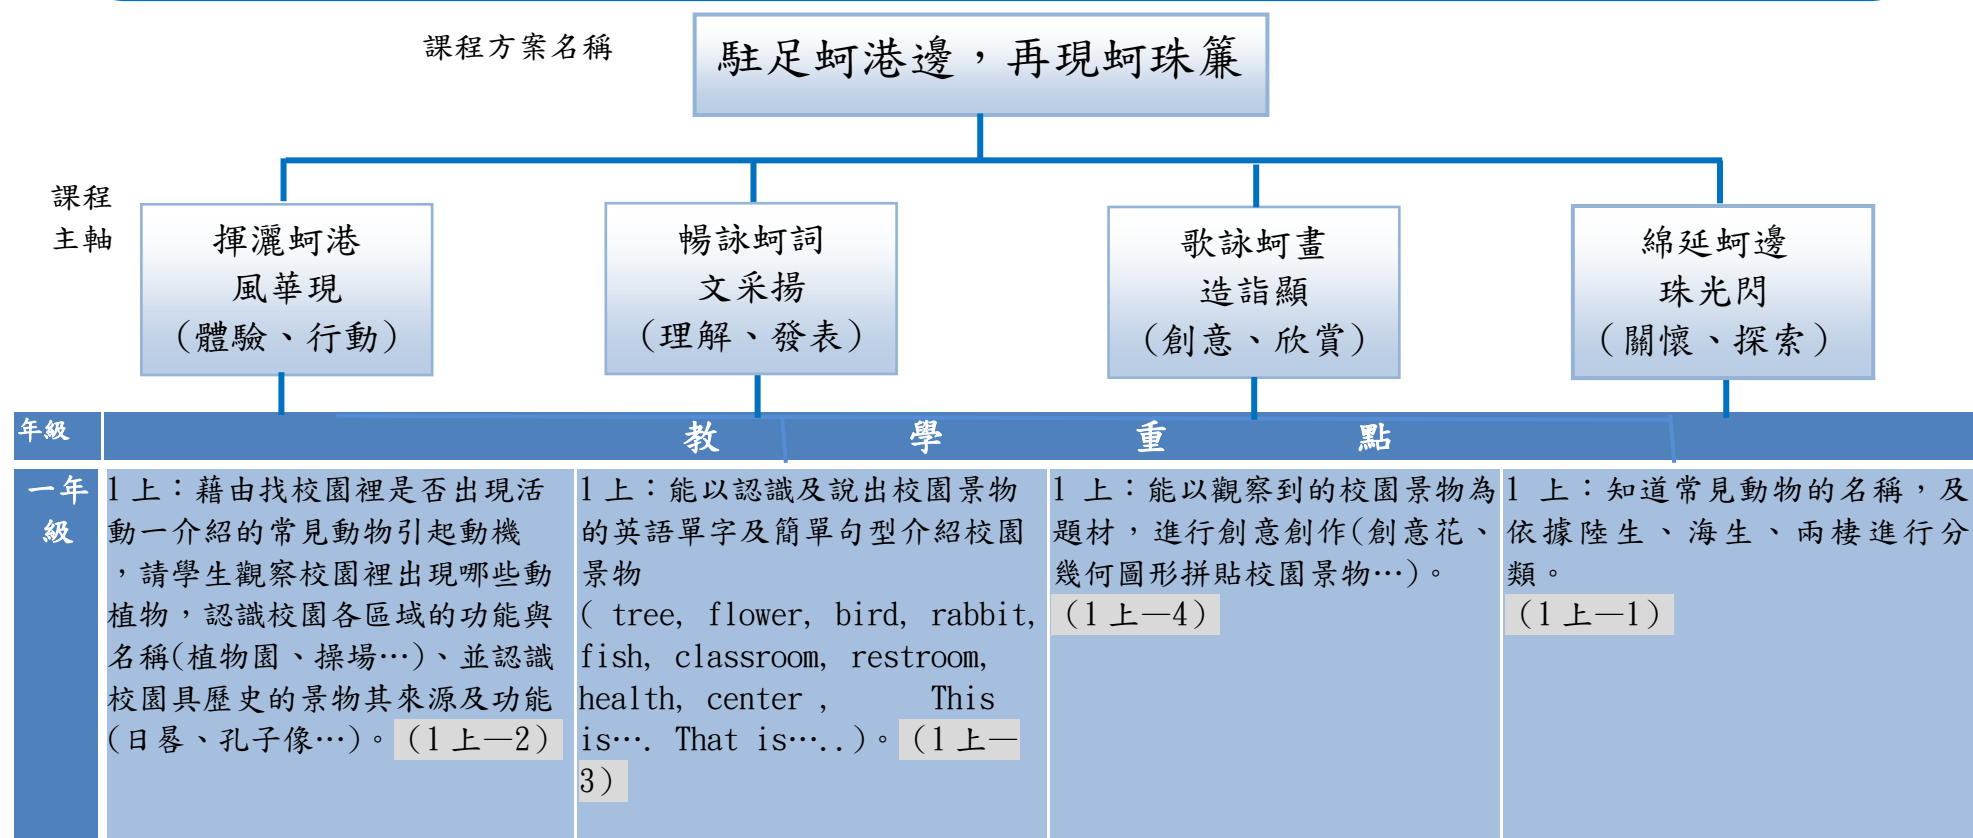 課程方案名稱
駐足蚵港邊，再現蚵珠簾
課程
主軸
揮灑蚵港
風華現
(體驗、行動)
暢詠蚵詞
文采揚
(理解、發表)
歌詠蚵畫
造詣顯
(創意、欣賞)
綿延蚵邊
珠光閃
(關懷、探索)
年級
教 學 重 點
一年
級
1上：藉由找校園裡是否出現活
動一介紹的常見動物引起動機
，請學生觀察校園裡出現哪些動
植物，認識校園各區域的功能與
名稱(植物園、操場…)、並認識
校園具歷史的景物其來源及功能
(日晷、孔子像…)。(1上—2)
1上：能以認識及說出校園景物
的英語單字及簡單句型介紹校園
景物
( tree, flower, bird, rabbit,
fish, classroom, restroom,
health, center , This
is…. That is…..)。(1上—
3)
1 上：能以觀察到的校園景物為
題材，進行創意創作(創意花、
幾何圖形拼貼校園景物…)。
(1上—4)
1 上：知道常見動物的名稱，及
依據陸生、海生、兩棲進行分
類。
(1上—1)